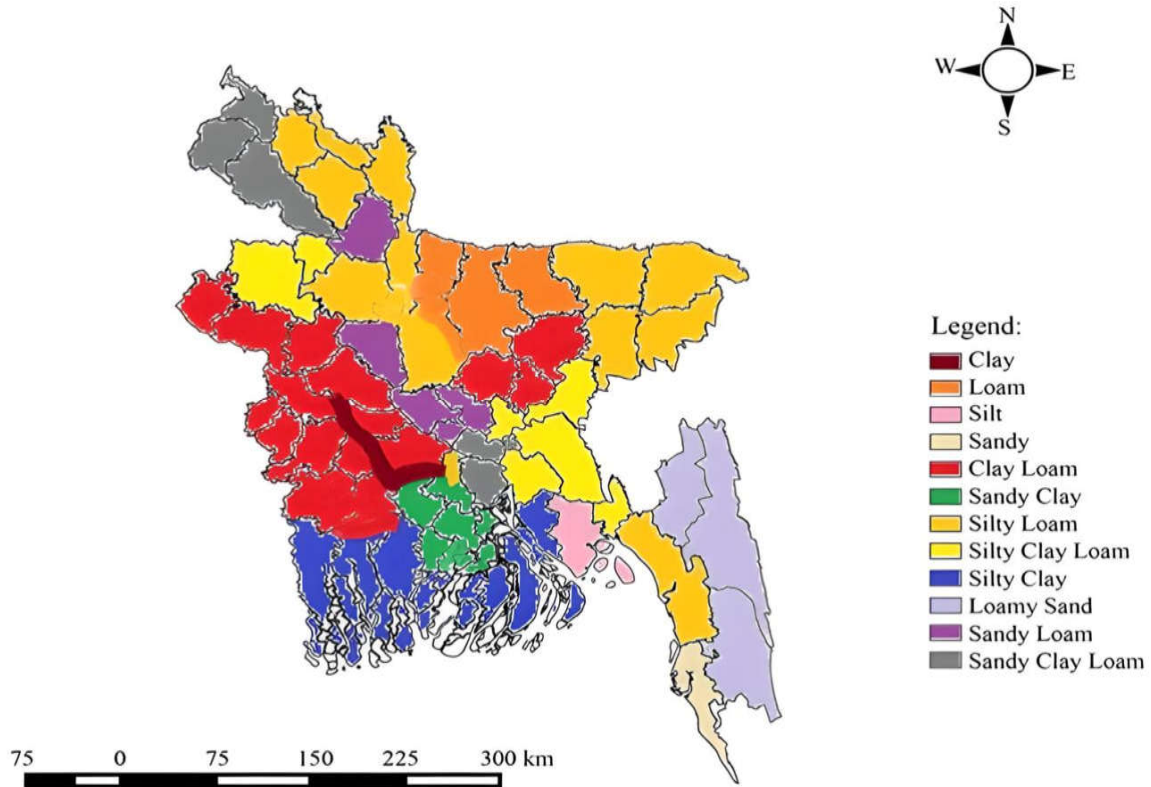 N
W E
S
Legend:
Clay
Loam
Silt
Sandy
Clay Loam
Sandy Clay
Silty Loam
Silty Clay Loam
Silty Clay
Loamy Sand
Sandy Loam
Sandy Clay Loam
75 0 75 150 225 300 km